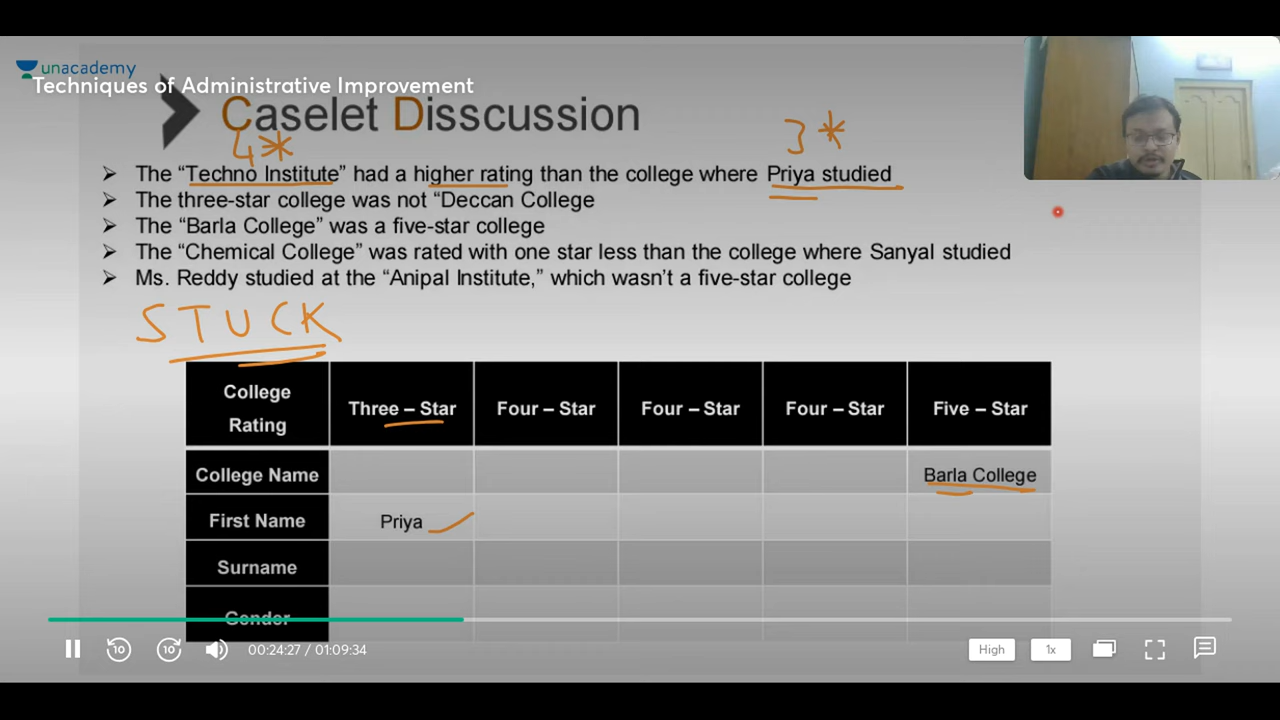 unacademy
Techniques of Administrative Improvement
Caselet Disscussion
4* 3*
➢ The “Techno Institute” had a higher rating than the college where Priya studied
➢ The three-star college was not “Deccan College
➢ The “Barla College” was a five-star college
➢ The “Chemical College” was rated with one star less than the college where Sanyal studied
➢ Ms. Reddy studied at the “Anipal Institute,” which wasn’t a five-star college
STUCK
College Rating Three – Star Four – Star Four – Star Four – Star Five – Star
College Name Barla College
First Name Priya
Surname
Gender
10 10 00:24:27 / 01:09:34 High 1x